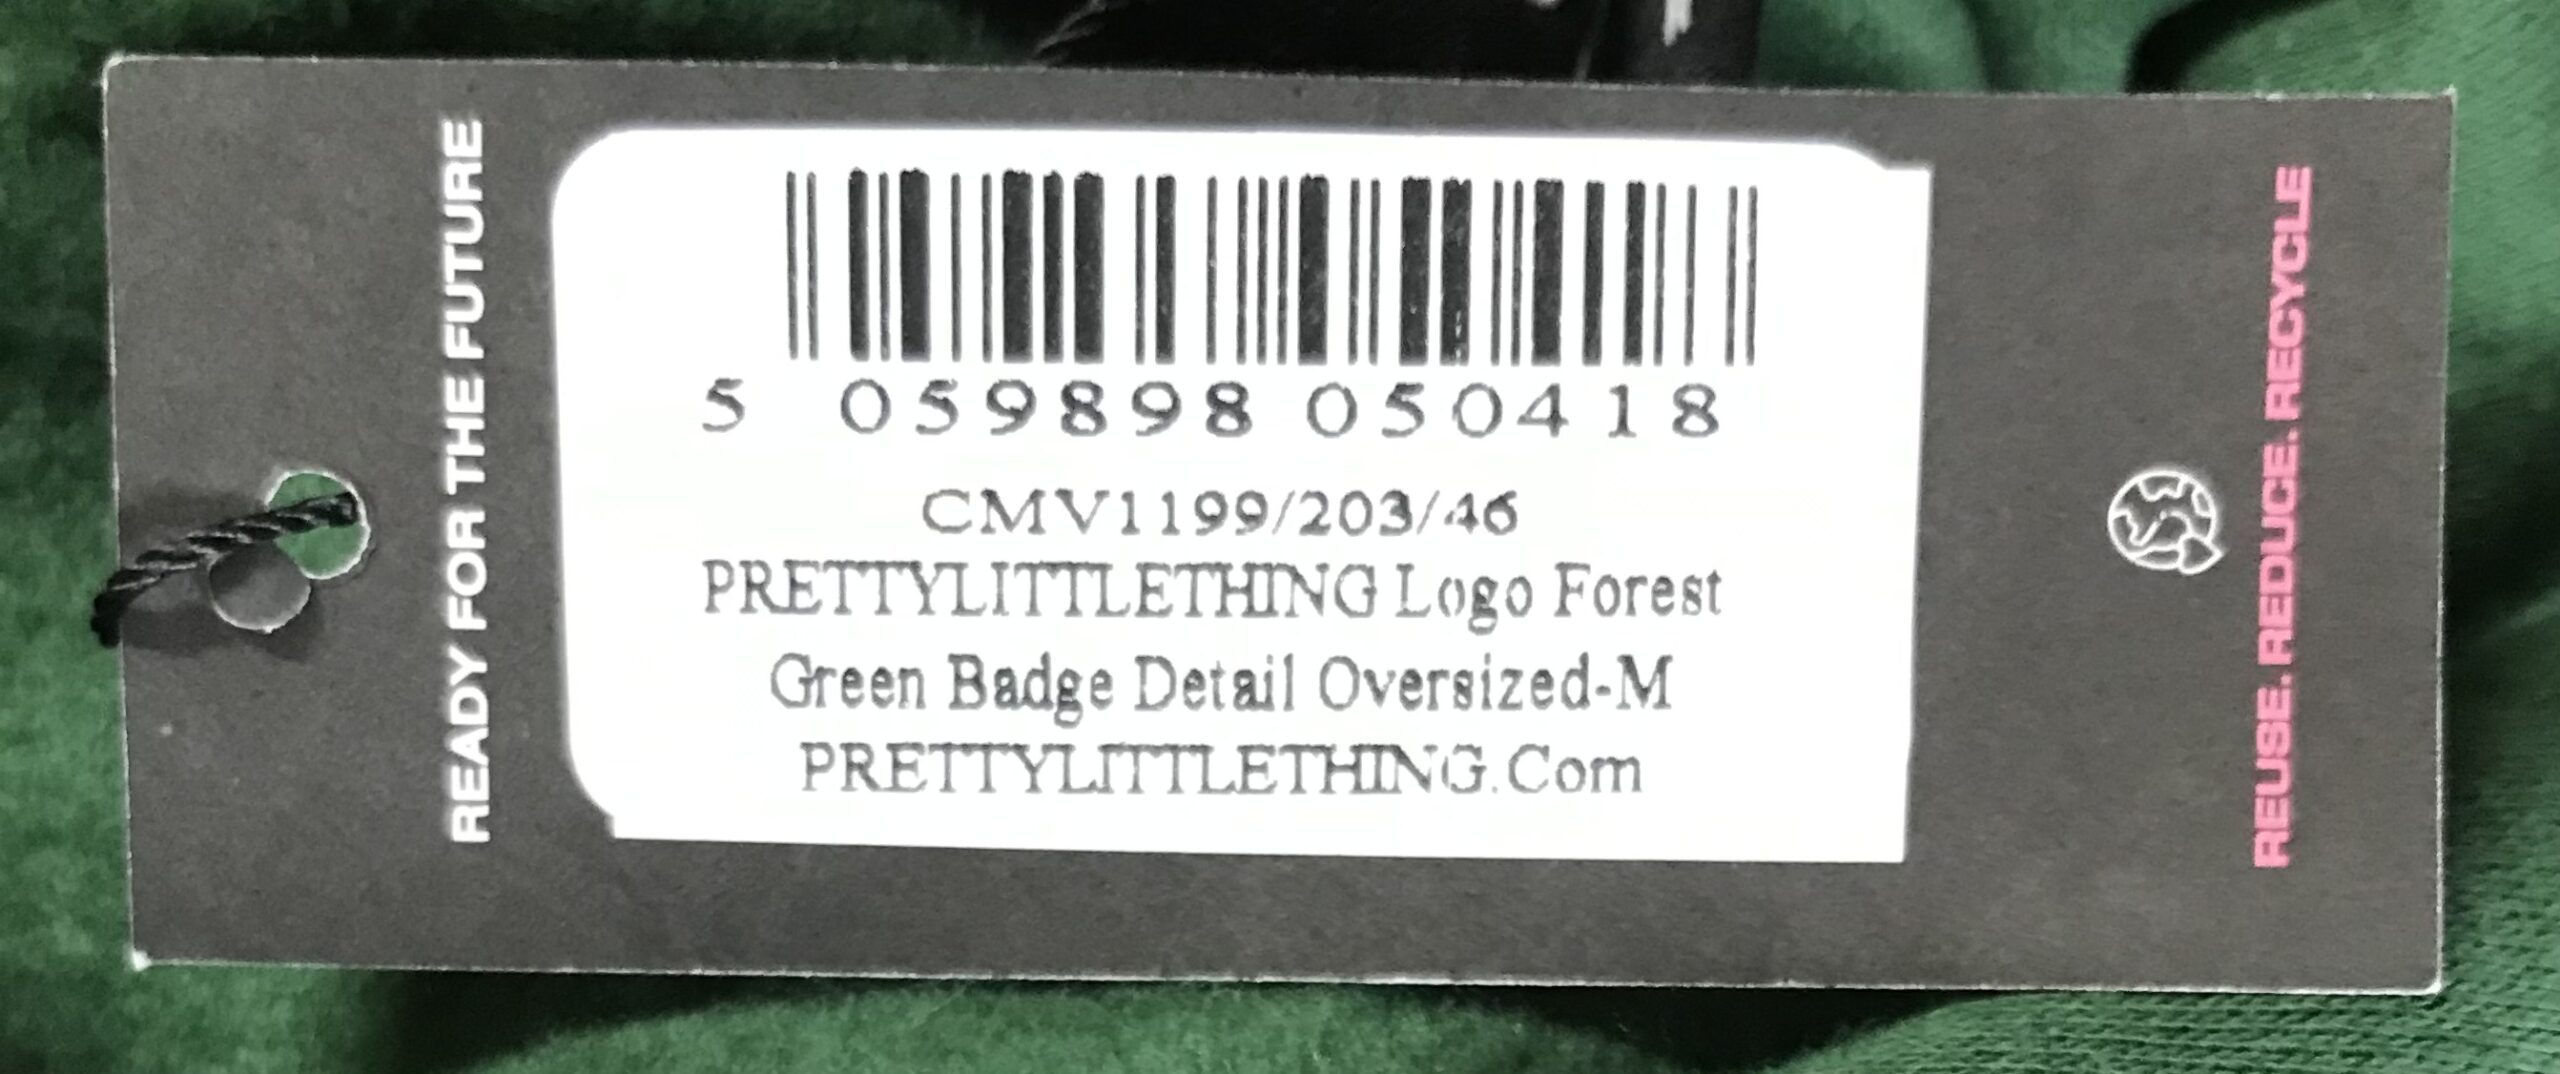 READY FOR THE FUTURE
5 059898 050418
CMV1199/203/46
PRETTYLITTLETHING Logo Forest
Green Badge Detail Oversized-M
PRETTYLITTLETHING.Com
REUSE. REDUCE. RECYCLE